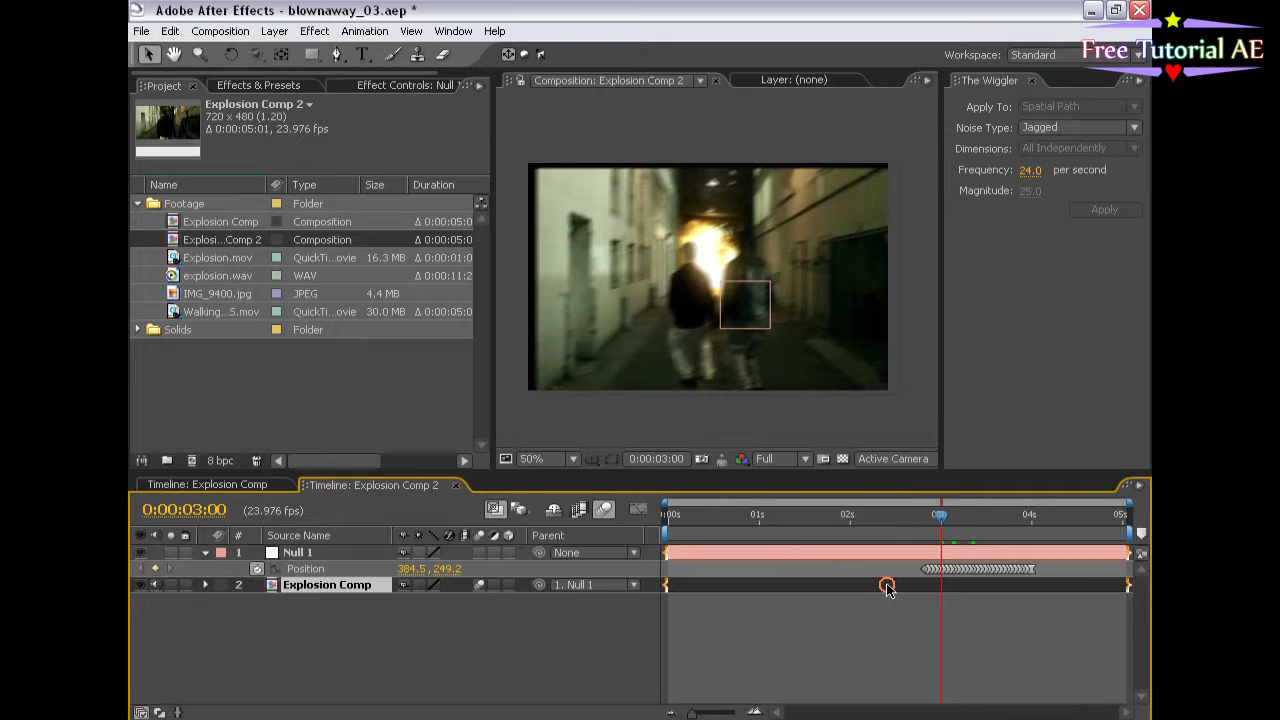 Adobe After Effects - blownaway_03.aep *
File Edit Composition Layer Effect Animation View Window Help
Workspace: Standard
Free Tutorial AE
Project
Effects & Presets
Effect Controls: Null
Composition: Explosion Comp 2
Layer: (none)
The Wiggler
Explosion Comp 2
720 x 480 (1.20)
Δ 0:00:05:01, 23.976 fps
Apply To: Spatial Path
Noise Type: Jagged
Dimensions: All Independently
Frequency: 24.0 per second
Magnitude: 25.0
Apply
Name Type Size Duration
Footage Folder
Explosion Comp Composition Δ 0:00:05:0
Explosi...Comp 2 Composition Δ 0:00:05:0
Explosion.mov QuickTi...ovie 16.3 MB Δ 0:00:01:0
explosion.wav WAV Δ 0:00:11:2
IMG_9400.jpg JPEG 4.4 MB
Walking...S.mov QuickTi...ovie 30.0 MB Δ 0:00:05:0
Solids Folder
8 bpc
50% 0:00:03:00 Full Active Camera
Timeline: Explosion Comp
Timeline: Explosion Comp 2
0:00:03:00 (23.976 fps)
0:00s 01s 02s 03s 04s 05s
# Source Name Parent
1 Null 1 None
Position 384.5, 249.2
2 Explosion Comp 1. Null 1